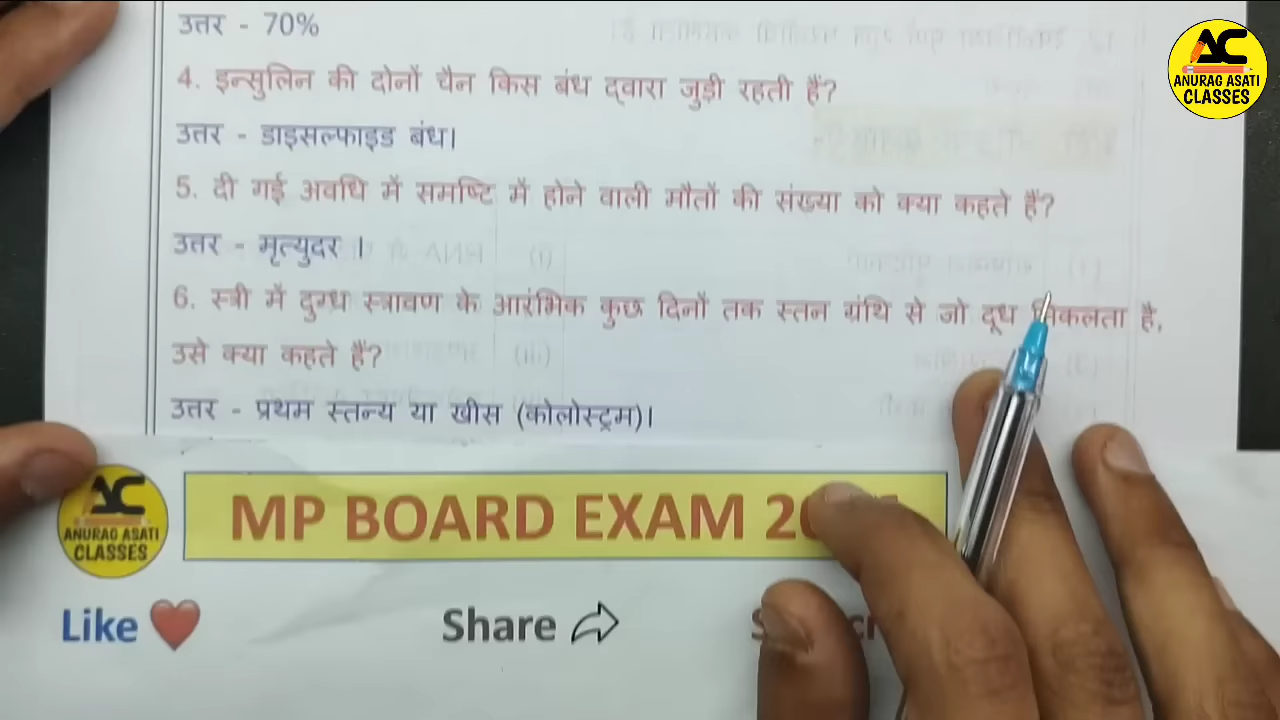 उत्तर - 70%
4. इन्सुलिन की दोनों चैन किस बंध द्वारा जुड़ी रहती हैं?
उत्तर - डाइसल्फाइड बंध।
5. दी गई अवधि में समष्टि में होने वाली मौतों की संख्या को क्या कहते हैं?
उत्तर - मृत्युदर ।
6. स्त्री में दुग्ध स्त्रावण के आरंभिक कुछ दिनों तक स्तन ग्रंथि से जो दूध निकलता है,
उसे क्या कहते हैं?
उत्तर - प्रथम स्तन्य या खीस (कोलोस्ट्रम)।
MP BOARD EXAM
Like
Share
AC
ANURAG ASATI
CLASSES
AC
ANURAG ASATI
CLASSES